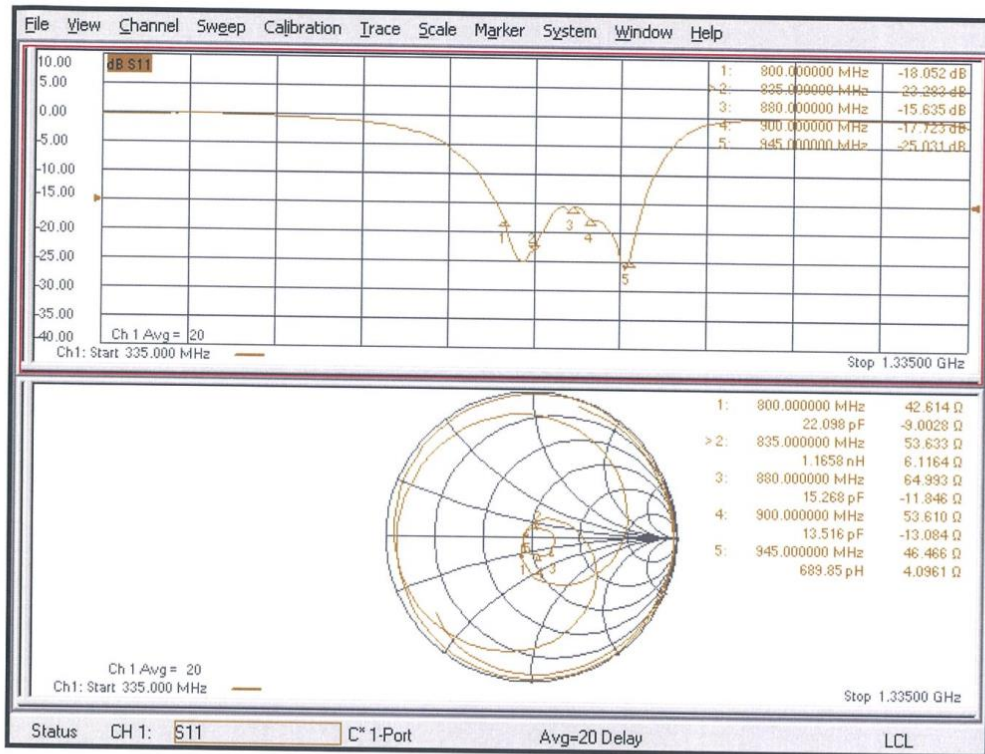 File View Channel Sweep Calibration Trace Scale Marker System Window Help
10.00
5.00
0.00
-5.00
-10.00
-15.00
-20.00
-25.00
-30.00
-35.00
-40.00
dB S11
1: 800.000000 MHz -18.052 dB
>2: 835.000000 MHz -23.283 dB
3: 880.000000 MHz -15.635 dB
4: 900.000000 MHz -17.723 dB
5: 945.000000 MHz -25.031 dB
1
2
3
4
5
Ch 1 Avg = 20
Ch1: Start 335.000 MHz
Stop 1.33500 GHz
1: 800.000000 MHz 42.614 Ω
22.098 pF -9.0028 Ω
>2: 835.000000 MHz 53.633 Ω
1.1658 nH 6.1164 Ω
3: 880.000000 MHz 64.993 Ω
15.268 pF -11.846 Ω
4: 900.000000 MHz 53.610 Ω
13.516 pF -13.084 Ω
5: 945.000000 MHz 46.466 Ω
689.85 pH 4.0961 Ω
1
3
Ch 1 Avg = 20
Ch1: Start 335.000 MHz
Stop 1.33500 GHz
Status CH 1: S11 C* 1-Port Avg=20 Delay LCL